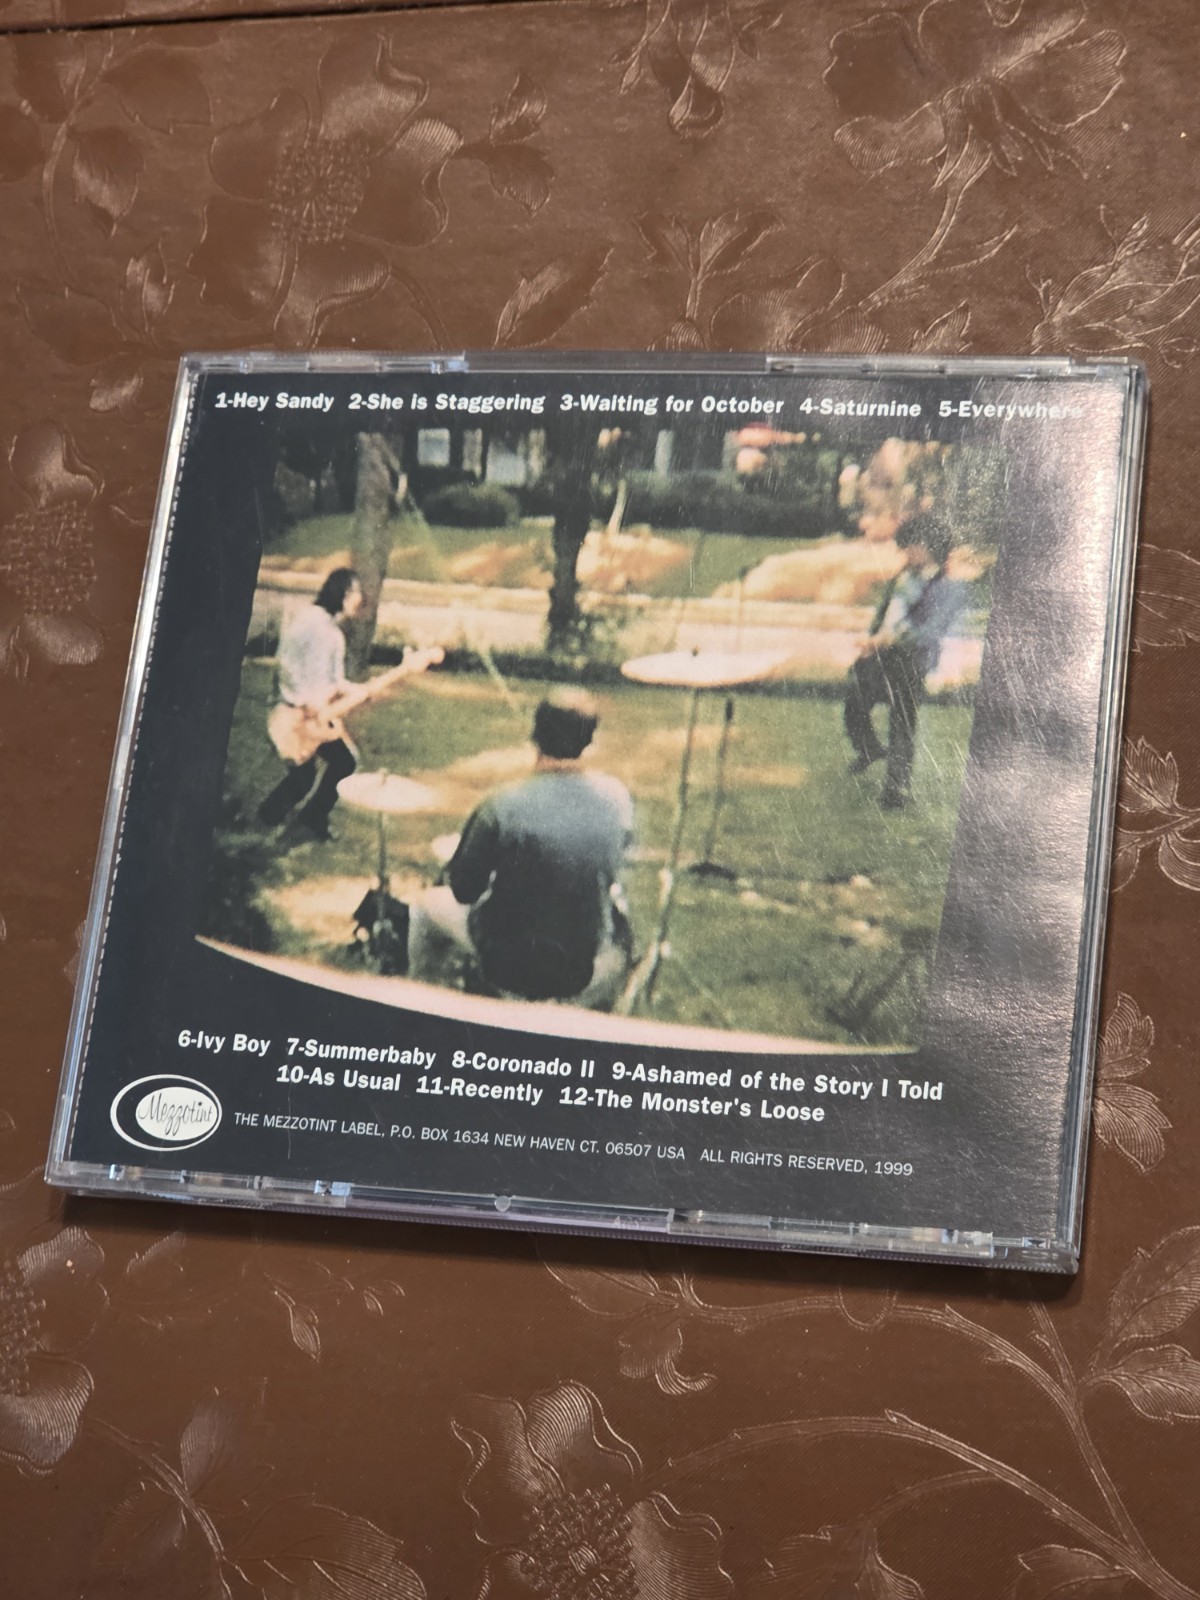 1-Hey Sandy 2-She is Staggering 3-Waiting for October 4-Saturnine 5-Everywhere
6-Ivy Boy 7-Summerbaby 8-Coronado II 9-Ashamed of the Story I Told
10-As Usual 11-Recently 12-The Monster's Loose
Mezzotint
THE MEZZOTINT LABEL, P.O. BOX 1634 NEW HAVEN CT. 06507 USA ALL RIGHTS RESERVED, 1999